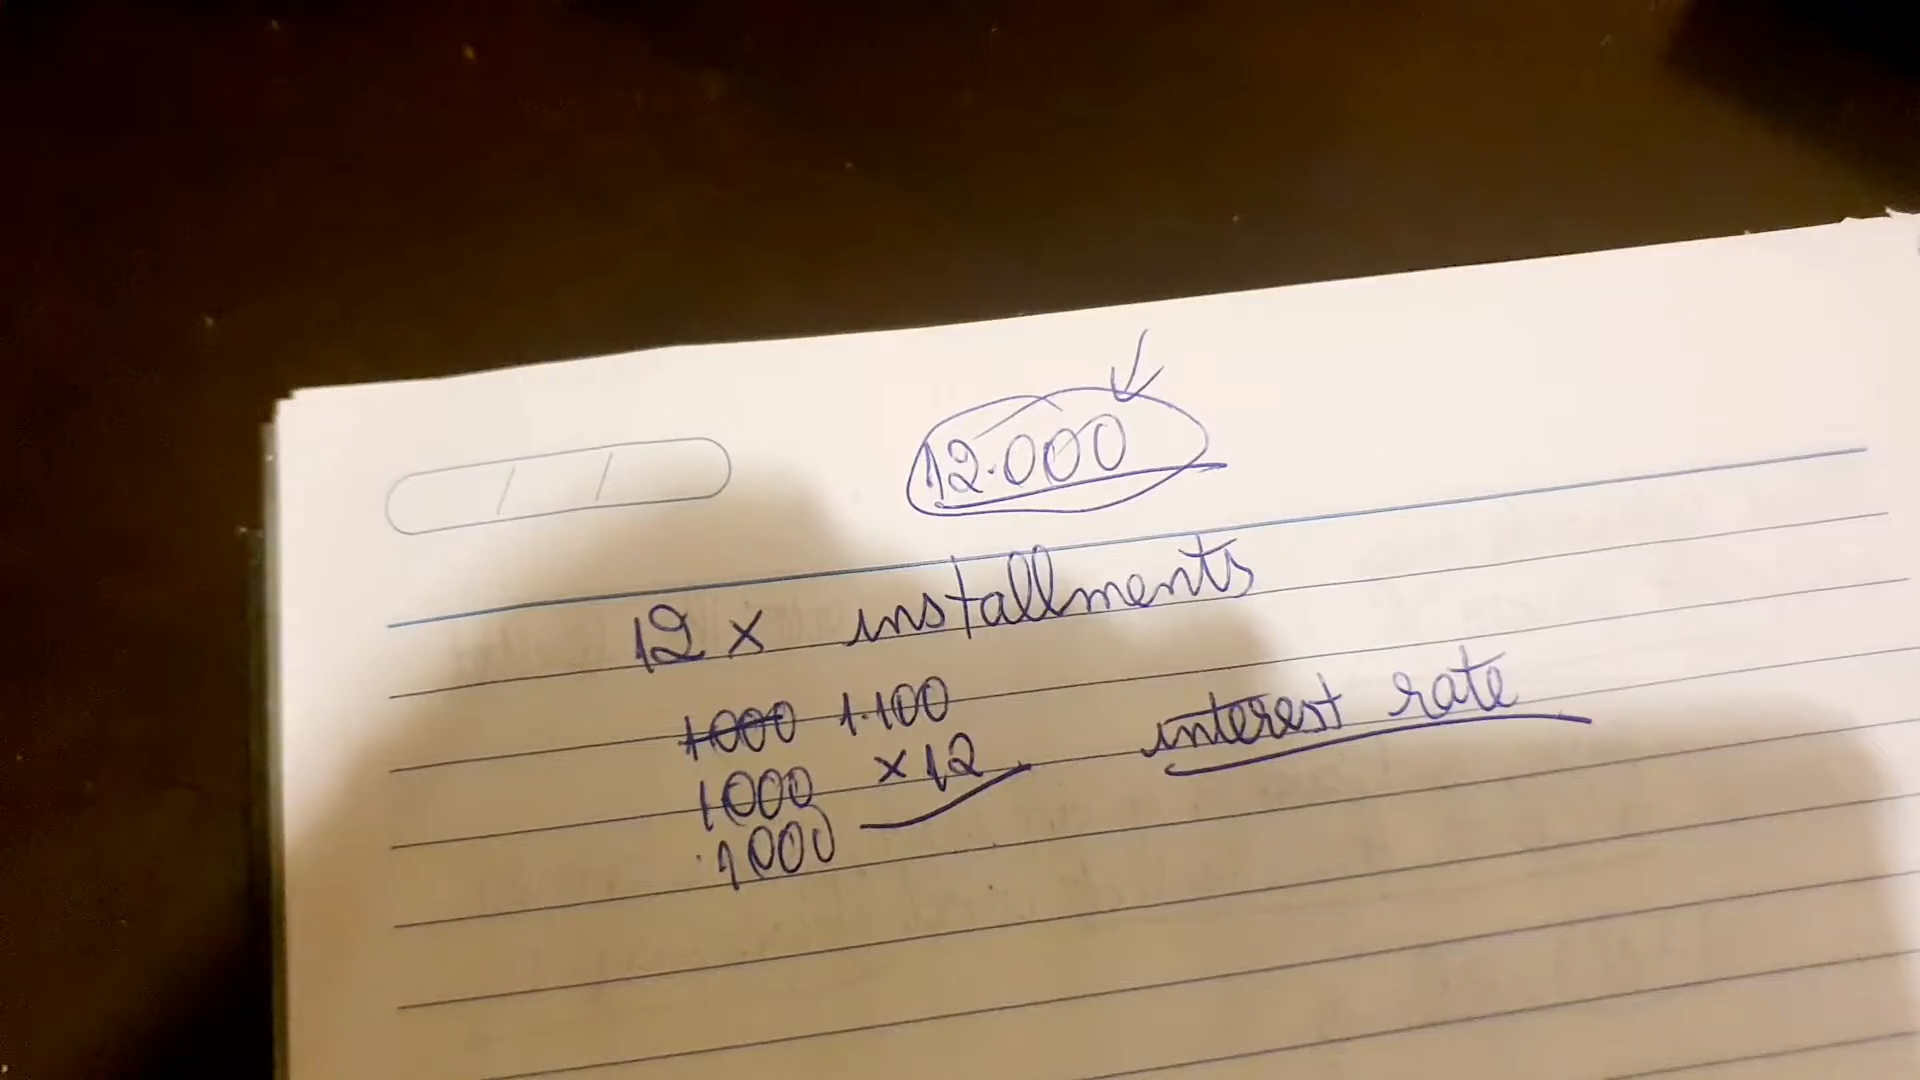 12.000
12 x installments
1000 1.100
1000 x12 interest rate
1000